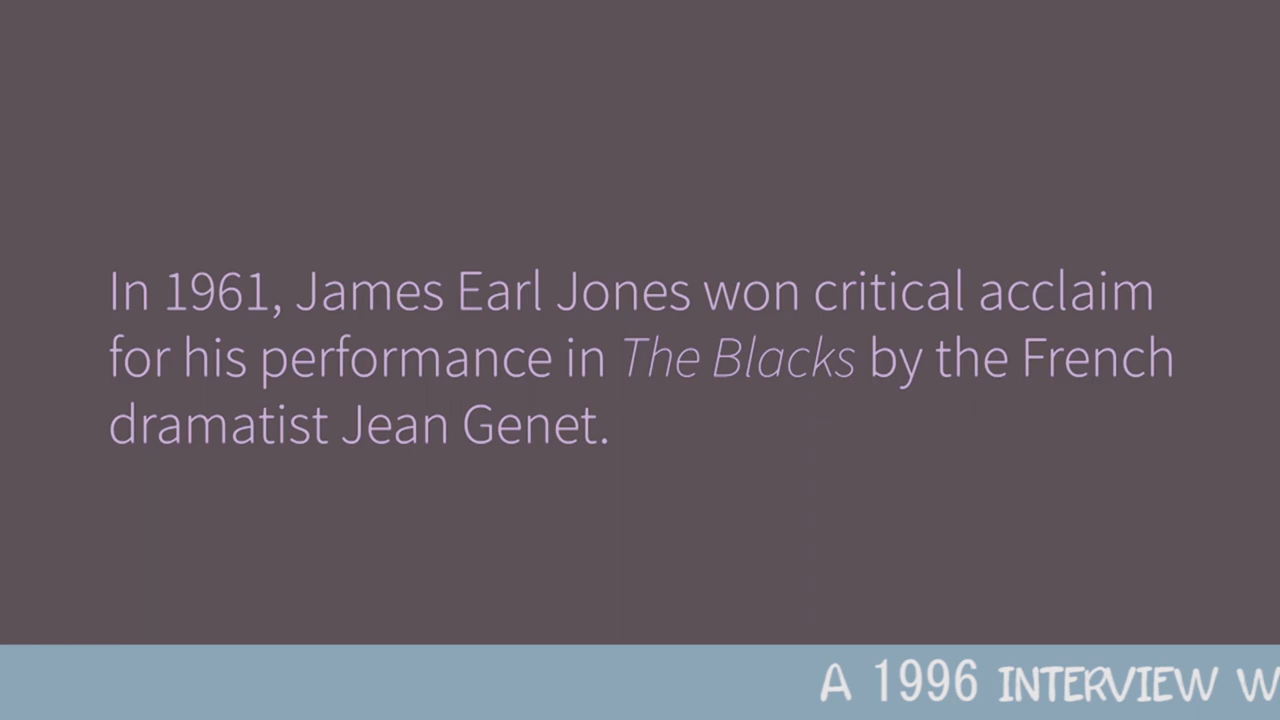 In 1961, James Earl Jones won critical acclaim
for his performance in The Blacks by the French
dramatist Jean Genet.
A 1996 INTERVIEW W